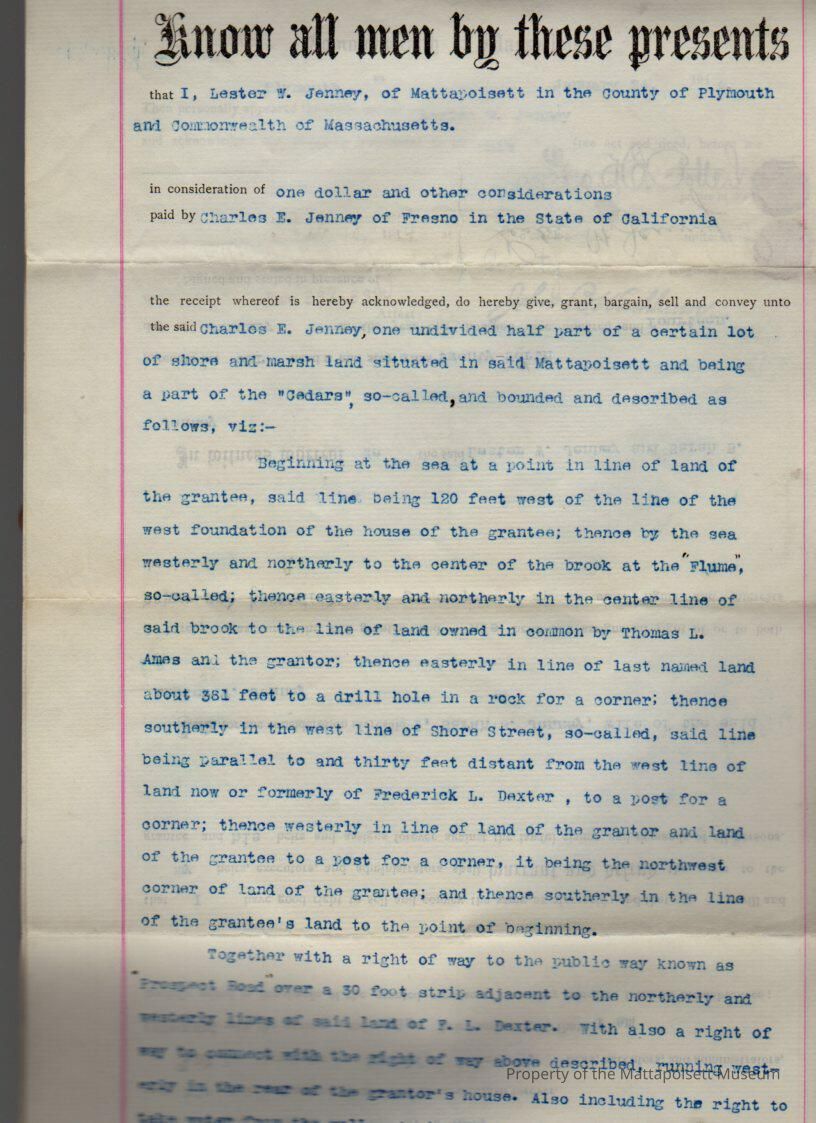 Know all men by these presents
that I, Lester W. Jenney, of Mattapoisett in the County of Plymouth
and Commonwealth of Massachusetts.
in consideration of one dollar and other considerations
paid by Charles E. Jenney of Fresno in the State of California
the receipt whereof is hereby acknowledged, do hereby give, grant, bargain, sell and convey unto
the said Charles E. Jenney, one undivided half part of a certain lot
of shore and marsh land situated in said Mattapoisett and being
a part of the "Cedars", so-called, and bounded and described as
follows, viz:-
Beginning at the sea at a point in line of land of
the grantee, said line being 120 feet west of the line of the
west foundation of the house of the grantee; thence by the sea
westerly and northerly to the center of the brook at the "Flume",
so-called; thence easterly and northerly in the center line of
said brook to the line of land owned in common by Thomas L.
Ames and the grantor; thence easterly in line of last named land
about 381 feet to a drill hole in a rock for a corner; thence
southerly in the west line of Shore Street, so-called, said line
being parallel to and thirty feet distant from the west line of
land now or formerly of Frederick L. Dexter , to a post for a
corner; thence westerly in line of land of the grantor and land
of the grantee to a post for a corner, it being the northwest
corner of land of the grantee; and thence southerly in the line
of the grantee's land to the point of beginning.
Together with a right of way to the public way known as
"Prospect Road" over a 30 foot strip adjacent to the northerly and
westerly lines of said land of F. L. Dexter. With also a right of
way to connect with the right of way above described, running west-
Property of the Mattapoisett Museum
erly in the rear of the grantor's house. Also including the right to
take water from the well